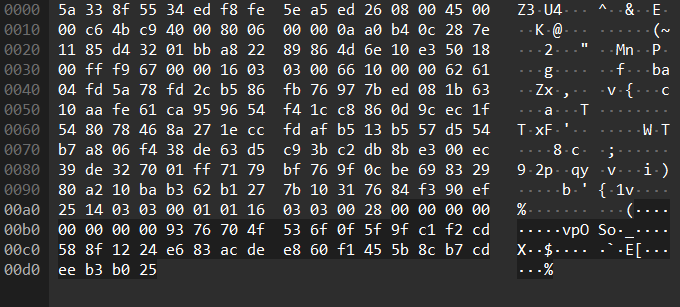 0000 5a 33 8f 55 34 ed f8 fe 5e a5 ed 26 08 00 45 00 Z3·U4···^··&··E·
0010 00 c6 4b c9 40 00 80 06 00 00 0a a0 b4 0c 28 7e ··K·@·········(~
0020 11 85 d4 32 01 bb a8 22 89 86 4d 6e 10 e3 50 18 ···2···"··Mn··P·
0030 00 ff f9 67 00 00 16 03 03 00 66 10 00 00 62 61 ···g······f···ba
0040 04 fd 5a 78 fd 2c b5 86 fb 76 97 7b ed 08 1b 63 ··Zx·,···v·{···c
0050 10 aa fe 61 ca 95 96 54 f4 1c c8 86 0d 9c ec 1f ···a···T········
0060 54 80 78 46 8a 27 1e cc fd af b5 13 b5 57 d5 54 T·xF·'·······W·T
0070 b7 a8 06 f4 38 de 63 d5 c9 3b c2 db 8b e3 00 ec ····8·c··;······
0080 39 de 32 70 01 ff 71 79 bf 76 9f 0c be 69 83 29 9·2p··qy·v···i·)
0090 80 a2 10 ba b3 62 b1 27 7b 10 31 76 84 f3 90 ef ·····b·'{·1v····
00a0 25 14 03 03 00 01 01 16 03 03 00 28 00 00 00 00 %··········(····
00b0 00 00 00 00 93 76 70 4f 53 6f 0f 5f 9f c1 f2 cd ·····vpOSo·_····
00c0 58 8f 12 24 e6 83 ac de e8 60 f1 45 5b 8c b7 cd X··$·····`·E[···
00d0 ee b3 b0 25 ···%